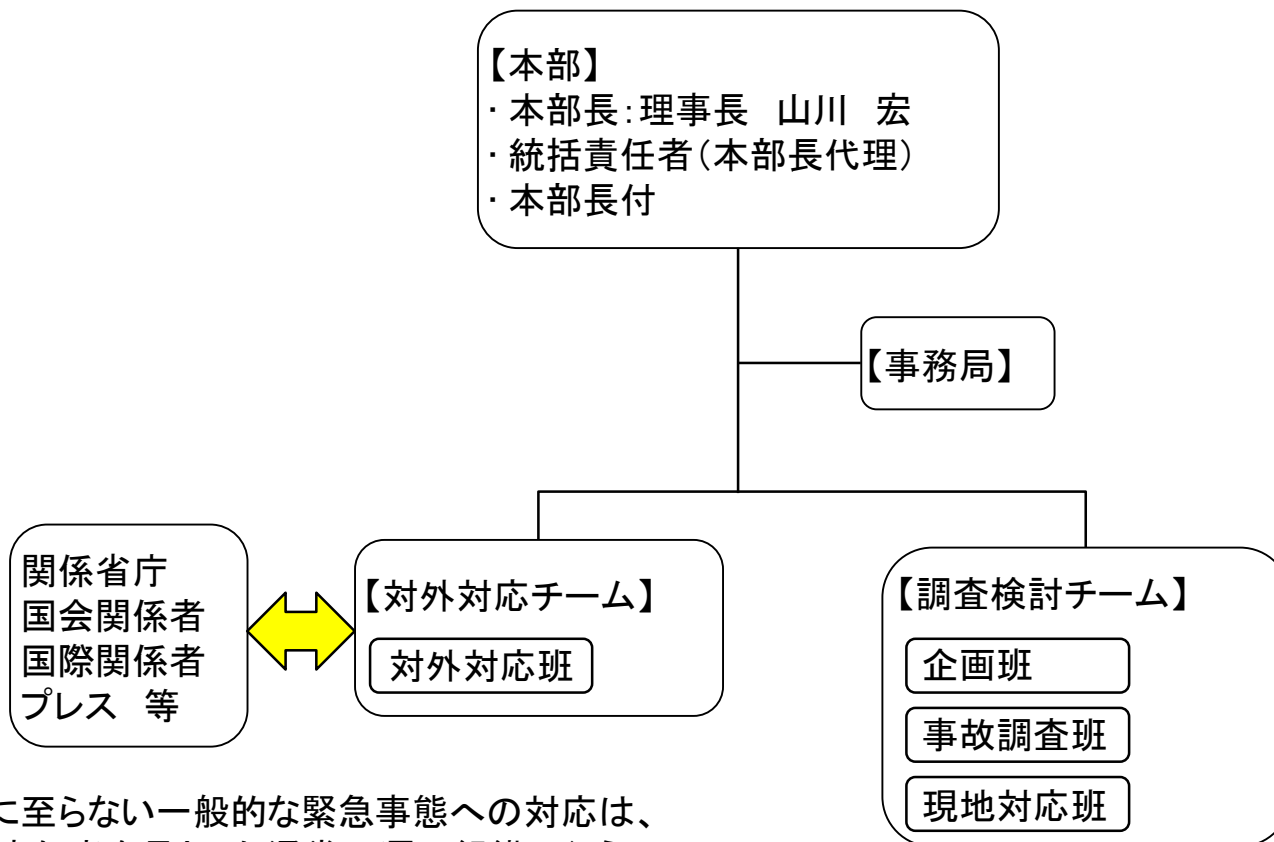 【本部】
・本部長：理事長　山川　宏
・統括責任者（本部長代理）
・本部長付
【事務局】
関係省庁
国会関係者
国際関係者
プレス　等
【対外対応チーム】
対外対応班
【調査検討チーム】
企画班
事故調査班
現地対応班
に至らない一般的な緊急事態への対応は、